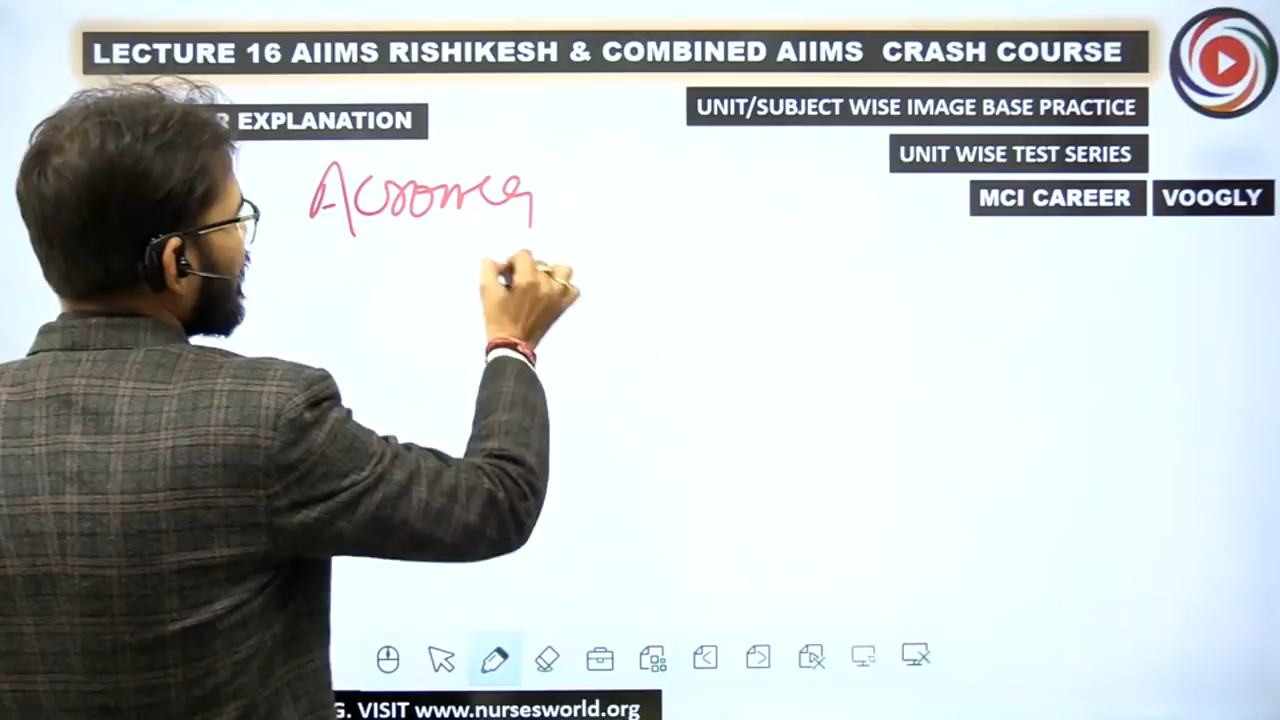 LECTURE 16 AIIMS RISHIKESH & COMBINED AIIMS CRASH COURSE
R EXPLANATION
UNIT/SUBJECT WISE IMAGE BASE PRACTICE
UNIT WISE TEST SERIES
MCI CAREER
VOOGLY
G. VISIT www.nursesworld.org